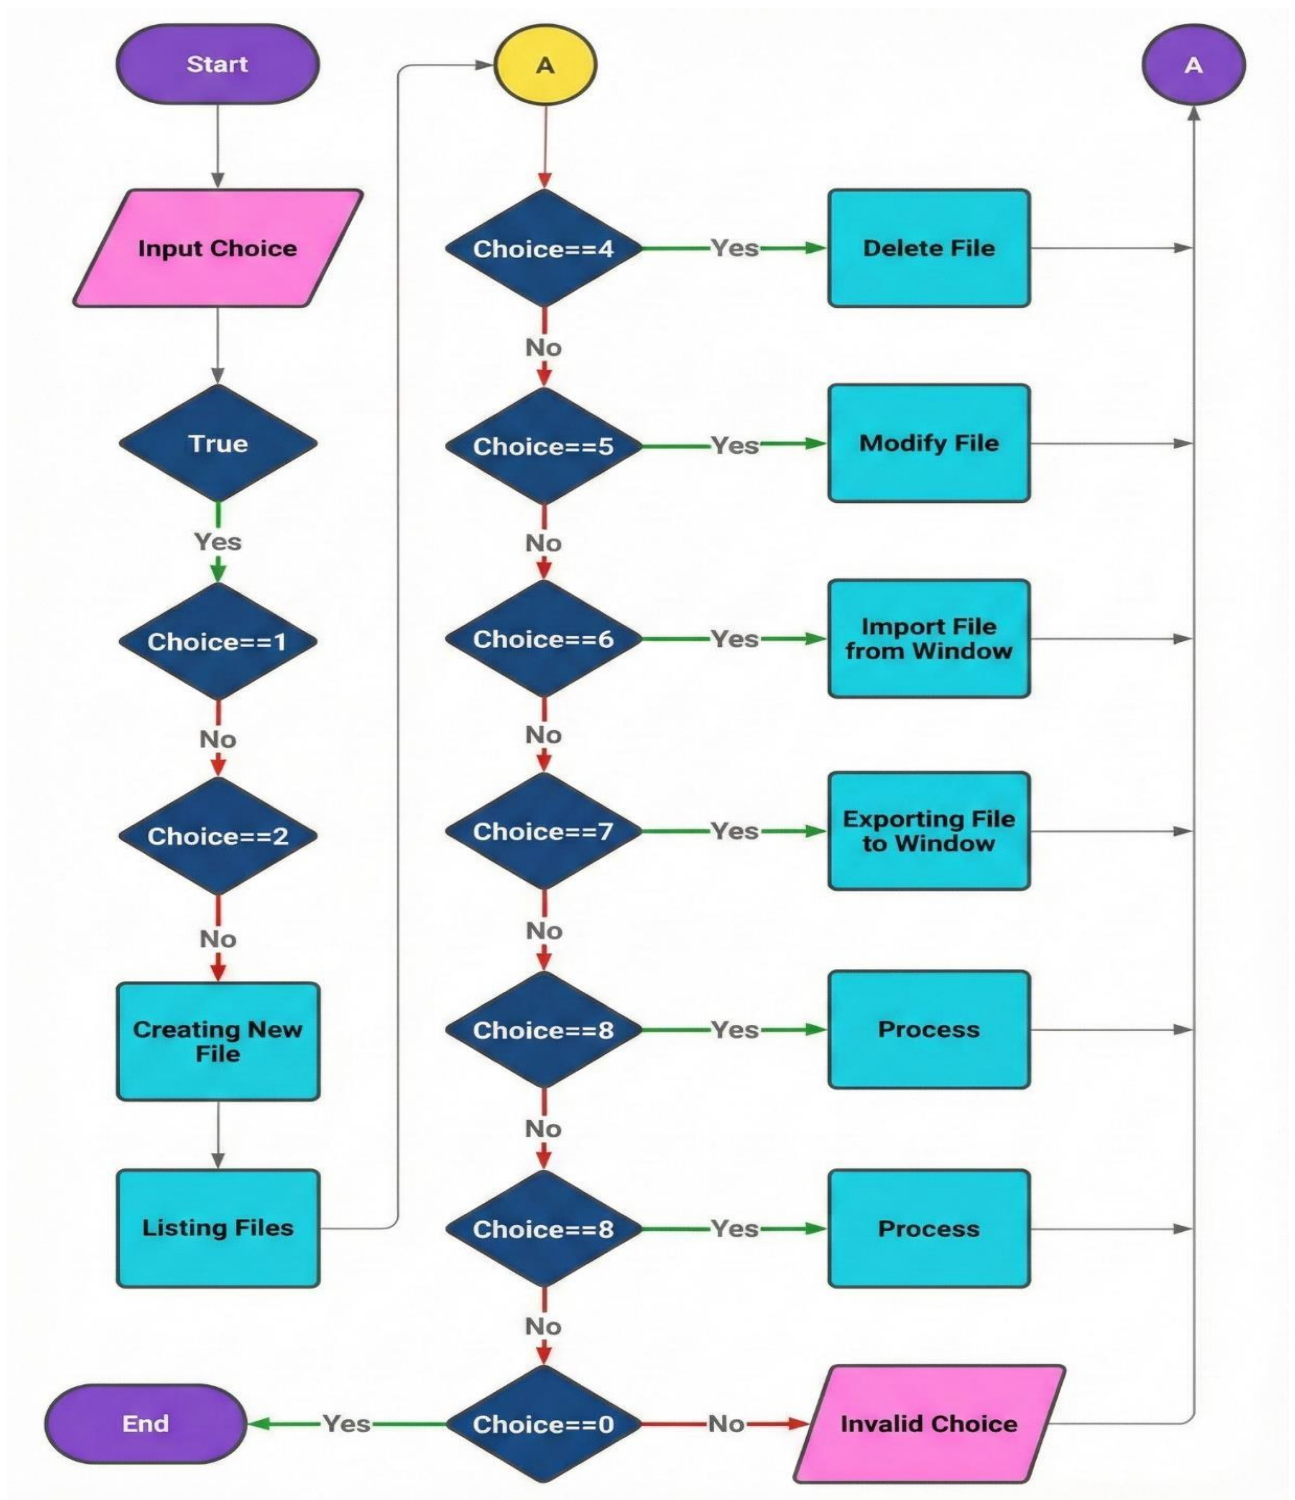 Start
Input Choice
True
Yes
Choice==1
No
Choice==2
No
Creating New
File
Listing Files
A
Choice==4
Yes
Delete File
No
Choice==5
Yes
Modify File
No
Choice==6
Yes
Import File
from Window
No
Choice==7
Yes
Exporting File
to Window
No
Choice==8
Yes
Process
No
Choice==8
Yes
Process
No
Choice==0
Yes
End
No
Invalid Choice
A